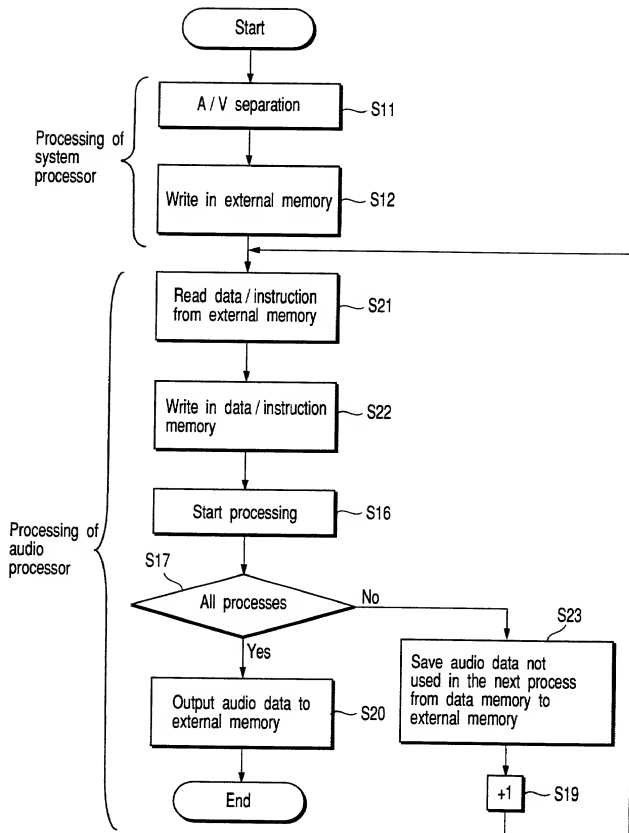 Start
A / V separation
S11
Processing of
system
processor
Write in external memory
S12
Read data / instruction
from external memory
S21
Write in data / instruction
memory
S22
Start processing
S16
Processing of
audio
processor
S17
All processes
No
Yes
S23
Save audio data not
used in the next process
from data memory to
external memory
Output audio data to
external memory
S20
+1
S19
End